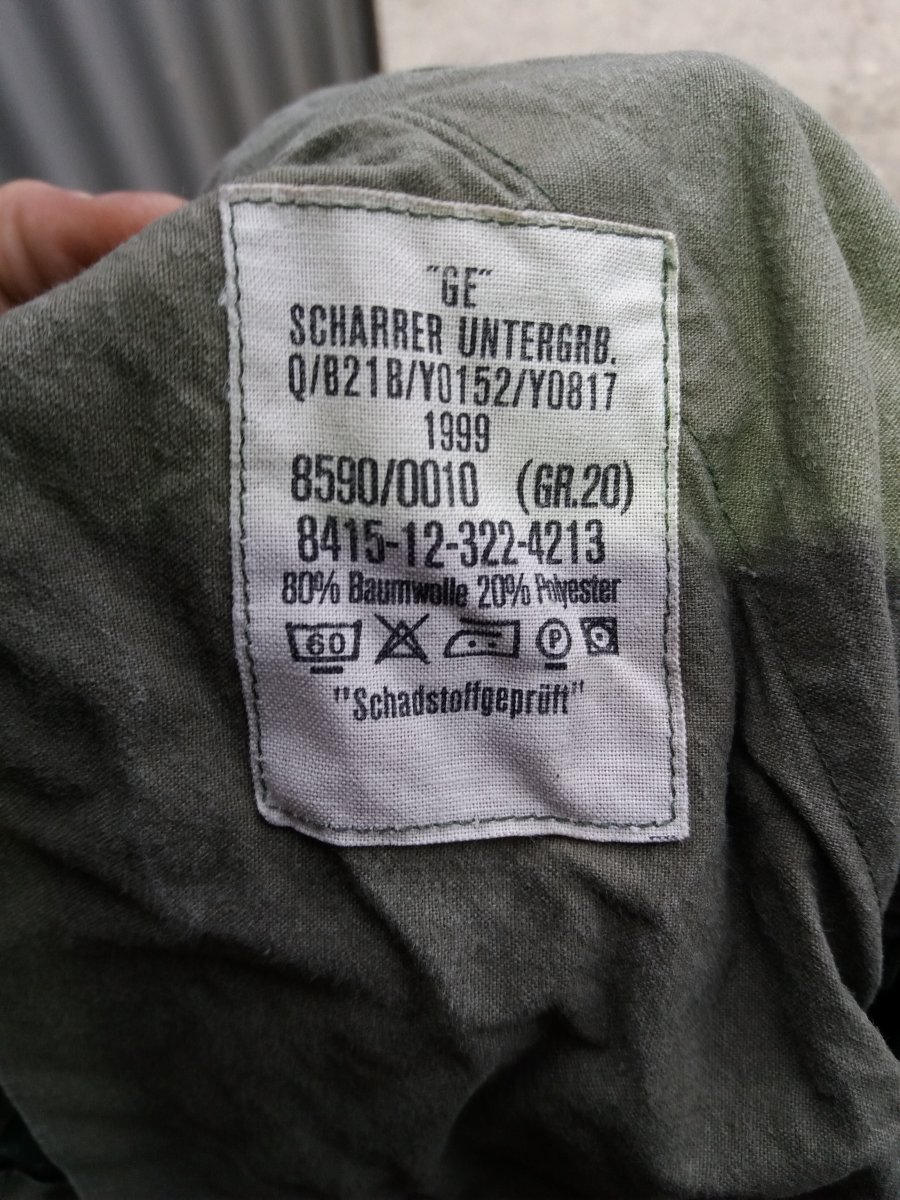 "GE"
SCHARRER UNTERGRB.
Q/B21B/Y0152/Y0817
1999
8590/0010 (GR.20)
8415-12-322-4213
80% Baumwolle 20% Polyester
60 P
"Schadstoffgeprüft"